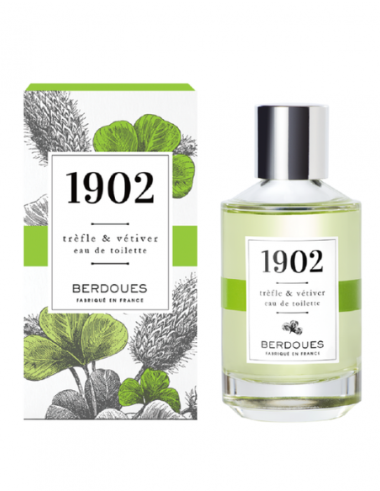 1902
trèfle & vétiver
eau de toilette
BERDOUES
FABRIQUÉ EN FRANCE
1902
trèfle & vétiver
eau de toilette
BERDOUES
FABRIQUÉ EN FRANCE